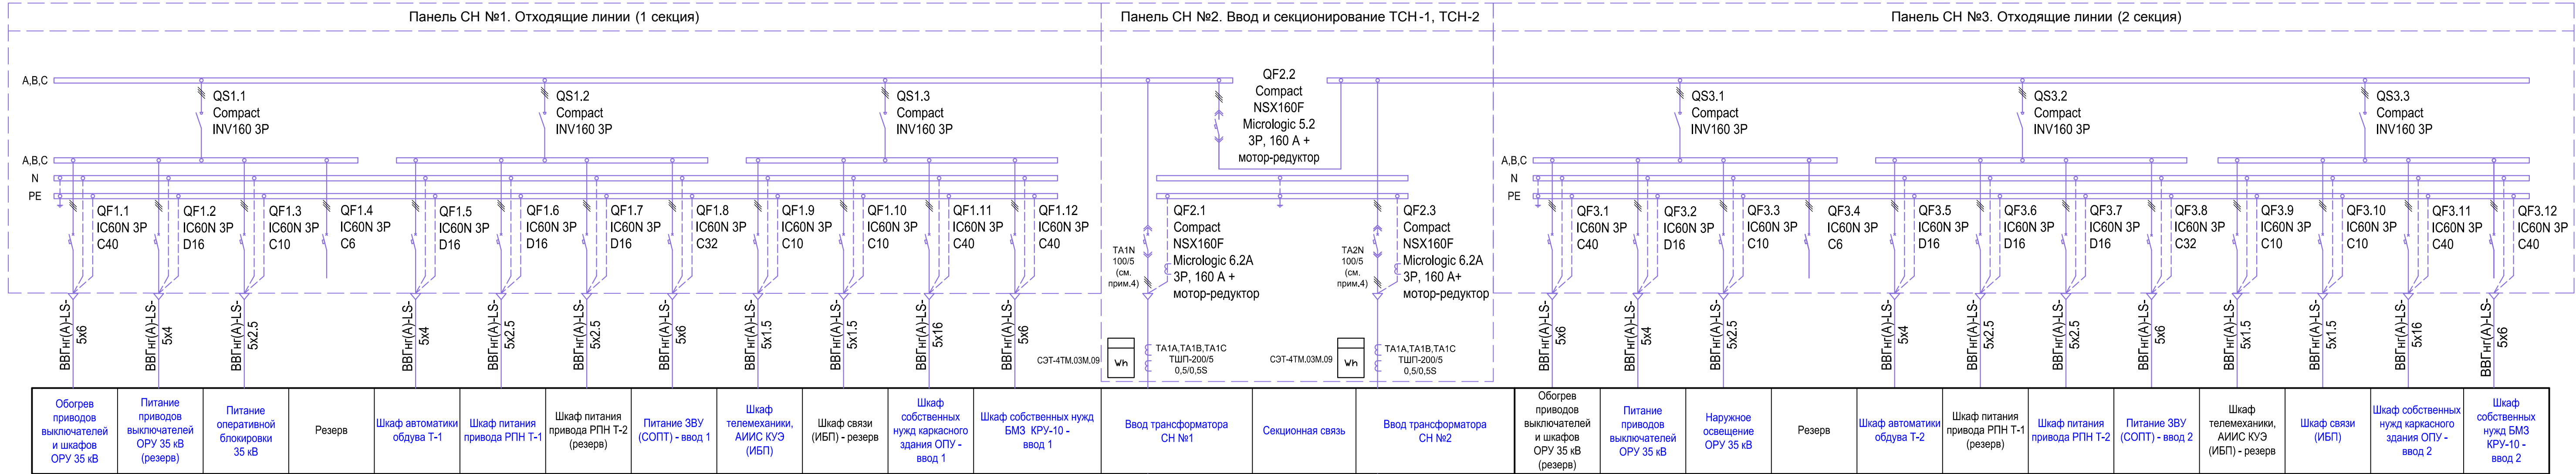 Панель СН №1. Отходящие линии (1 секция)
Панель СН №2. Ввод и секционирование ТСН-1, ТСН-2
Панель СН №3. Отходящие линии (2 секция)
A,B,C
QS1.1
Compact
INV160 3P
QS1.2
Compact
INV160 3P
QS1.3
Compact
INV160 3P
QF2.2
Compact
NSX160F
Micrologic 5.2
3P, 160 A +
мотор-редуктор
QS3.1
Compact
INV160 3P
QS3.2
Compact
INV160 3P
QS3.3
Compact
INV160 3P
A,B,C
N
PE
A,B,C
N
PE
QF1.1
IC60N 3P
C40
QF1.2
IC60N 3P
D16
QF1.3
IC60N 3P
C10
QF1.4
IC60N 3P
C6
QF1.5
IC60N 3P
D16
QF1.6
IC60N 3P
D16
QF1.7
IC60N 3P
D16
QF1.8
IC60N 3P
C32
QF1.9
IC60N 3P
C10
QF1.10
IC60N 3P
C10
QF1.11
IC60N 3P
C40
QF1.12
IC60N 3P
C40
TA1N
100/5
(см.
прим.4)
QF2.1
Compact
NSX160F
Micrologic 6.2A
3P, 160 A +
мотор-редуктор
TA2N
100/5
(см.
прим.4)
QF2.3
Compact
NSX160F
Micrologic 6.2A
3P, 160 A+
мотор-редуктор
QF3.1
IC60N 3P
C40
QF3.2
IC60N 3P
D16
QF3.3
IC60N 3P
C10
QF3.4
IC60N 3P
C6
QF3.5
IC60N 3P
D16
QF3.6
IC60N 3P
D16
QF3.7
IC60N 3P
D16
QF3.8
IC60N 3P
C32
QF3.9
IC60N 3P
C10
QF3.10
IC60N 3P
C10
QF3.11
IC60N 3P
C40
QF3.12
IC60N 3P
C40
ВВГнг(А)-LS-
5x6
ВВГнг(А)-LS-
5x4
ВВГнг(А)-LS-
5x2.5
ВВГнг(А)-LS-
5x4
ВВГнг(А)-LS-
5x2.5
ВВГнг(А)-LS-
5x2.5
ВВГнг(А)-LS-
5x6
ВВГнг(А)-LS-
5x1.5
ВВГнг(А)-LS-
5x1.5
ВВГнг(А)-LS-
5x16
ВВГнг(А)-LS-
5x6
СЭТ-4ТМ,03М,09
Wh
TA1A,TA1B,TA1C
ТШП-200/5
0,5/0,5S
СЭТ-4ТМ,03М,09
Wh
TA1A,TA1B,TA1C
ТШП-200/5
0,5/0,5S
ВВГнг(А)-LS-
5x6
ВВГнг(А)-LS-
5x4
ВВГнг(А)-LS-
5x2.5
ВВГнг(А)-LS-
5x4
ВВГнг(А)-LS-
5x2.5
ВВГнг(А)-LS-
5x2.5
ВВГнг(А)-LS-
5x6
ВВГнг(А)-LS-
5x1.5
ВВГнг(А)-LS-
5x1.5
ВВГнг(А)-LS-
5x16
ВВГнг(А)-LS-
5x6
Обогрев
приводов
выключателей
и шкафов
ОРУ 35 кВ
Питание
приводов
выключателей
ОРУ 35 кВ
(резерв)
Питание
оперативной
блокировки
35 кВ
Резерв
Шкаф автоматики
обдува Т-1
Шкаф питания
привода РПН Т-1
Шкаф питания
привода РПН Т-2
(резерв)
Питание ЗВУ
(СОПТ) - ввод 1
Шкаф
телемеханики,
АИИС КУЭ
(ИБП)
Шкаф связи
(ИБП) - резерв
Шкаф
собственных
нужд каркасного
здания ОПУ -
ввод 1
Шкаф собственных нужд
БМЗ КРУ-10 -
ввод 1
Ввод трансформатора
СН №1
Секционная связь
Ввод трансформатора
СН №2
Обогрев
приводов
выключателей
и шкафов
ОРУ 35 кВ
(резерв)
Питание
приводов
выключателей
ОРУ 35 кВ
Наружное
освещение
ОРУ 35 кВ
Резерв
Шкаф автоматики
обдува Т-2
Шкаф питания
привода РПН Т-1
(резерв)
Шкаф питания
привода РПН Т-2
Питание ЗВУ
(СОПТ) - ввод 2
Шкаф
телемеханики,
АИИС КУЭ
(ИБП) - резерв
Шкаф связи
(ИБП)
Шкаф собственных
нужд каркасного
здания ОПУ -
ввод 2
Шкаф
собственных
нужд БМЗ
КРУ-10 -
ввод 2